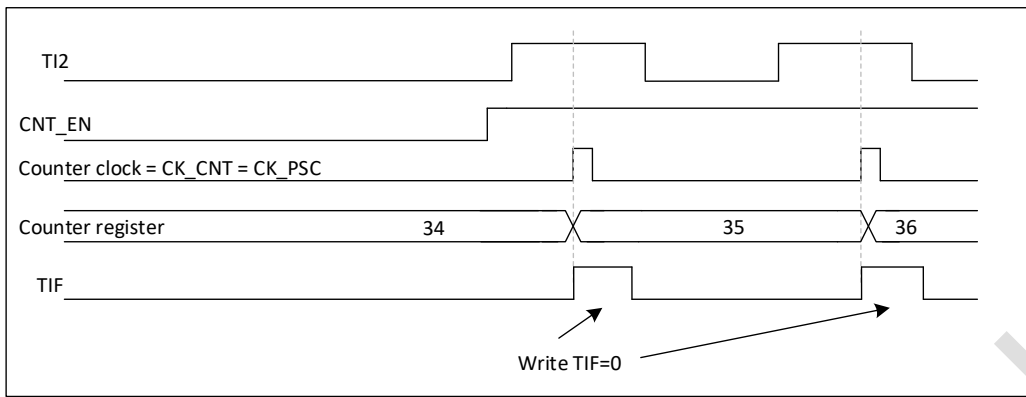 TI2
CNT_EN
Counter clock = CK_CNT = CK_PSC
Counter register 34 35 36
TIF
Write TIF=0